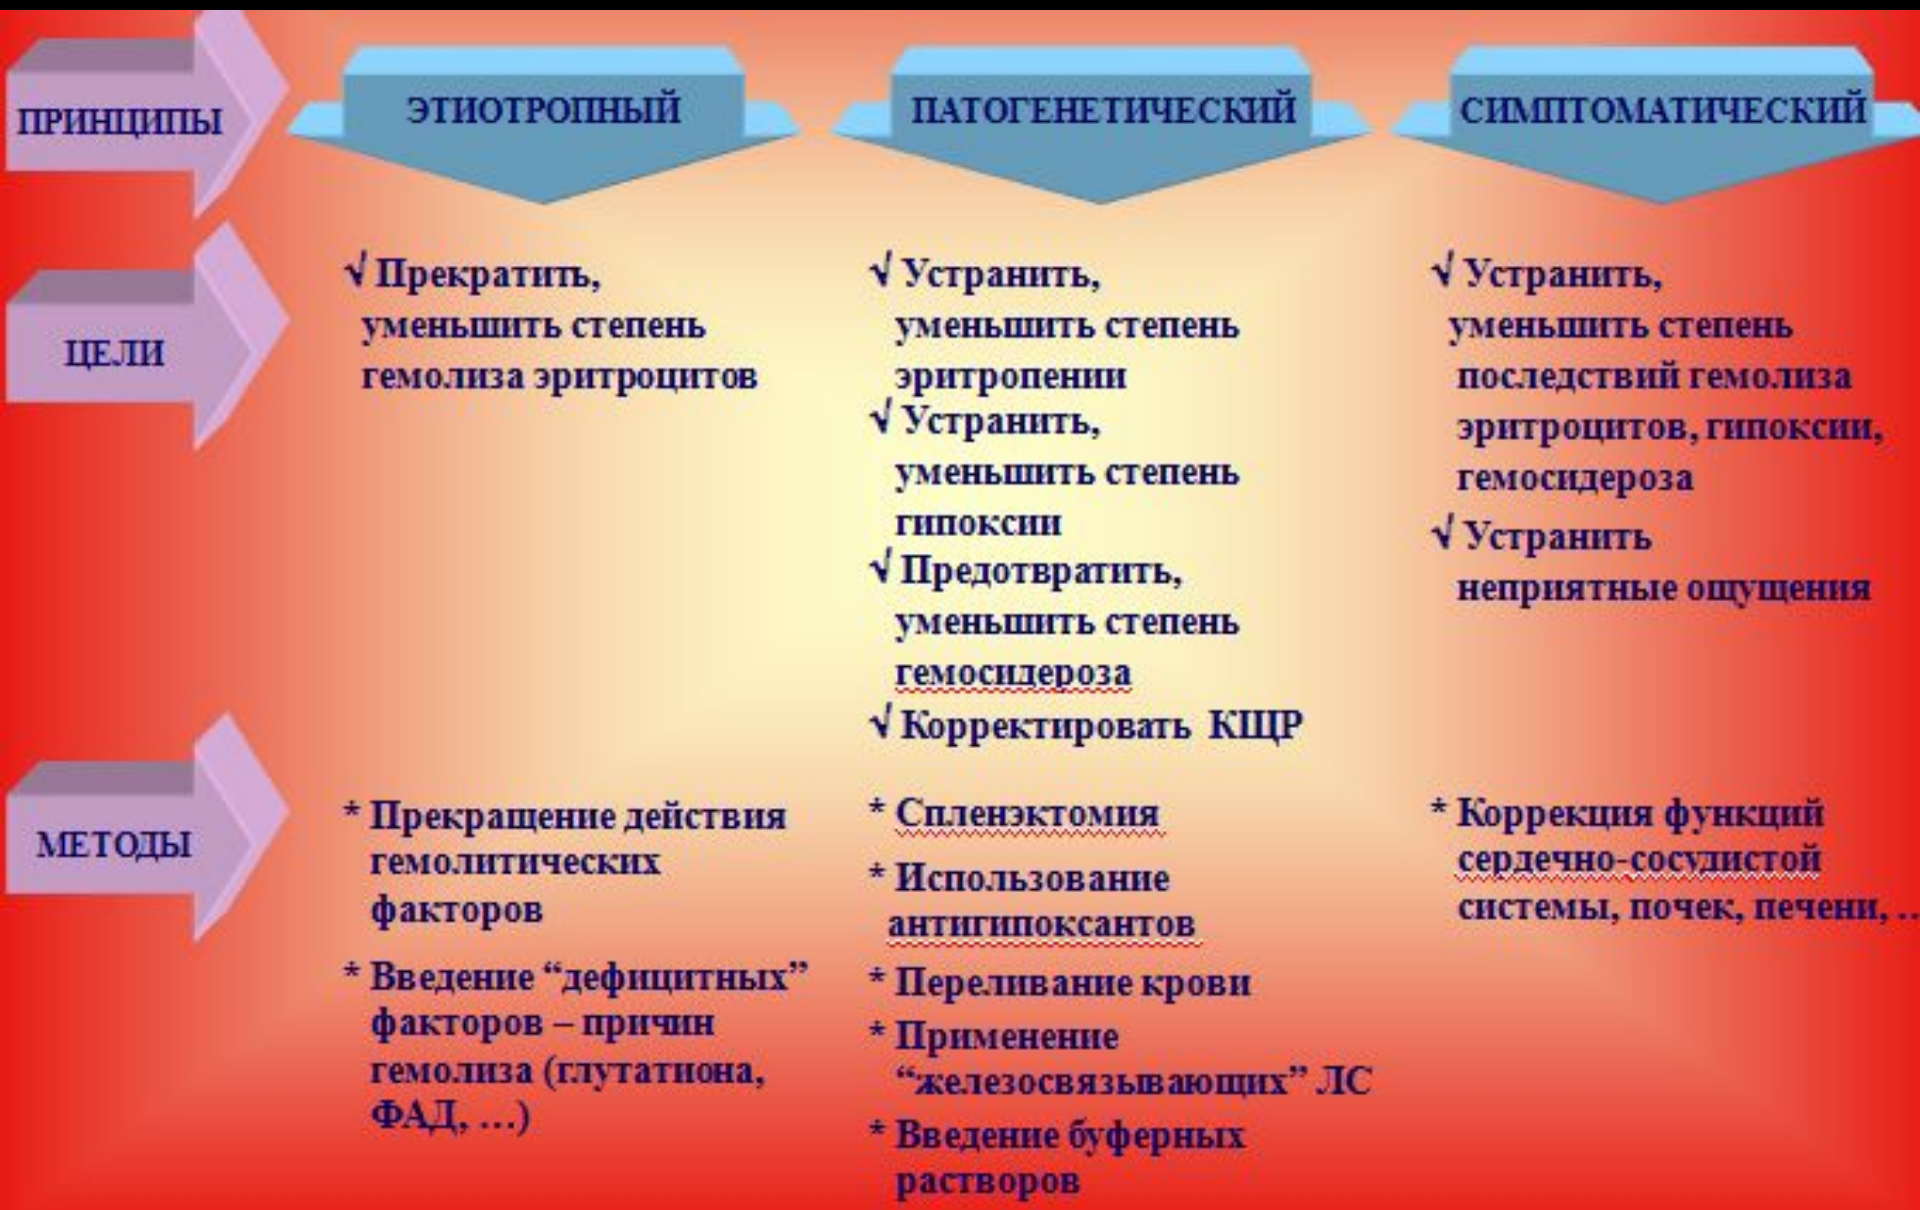 ПРИНЦИПЫ
ЭТИОТРОПНЫЙ
ПАТОГЕНЕТИЧЕСКИЙ
СИМПТОМАТИЧЕСКИЙ
ЦЕЛИ
√ Прекратить,
уменьшить степень
гемолиза эритроцитов
√ Устранить,
уменьшить степень
эритропении
√ Устранить,
уменьшить степень
гипоксии
√ Предотвратить,
уменьшить степень
гемосидероза
√ Корректировать КЩР
√ Устранить,
уменьшить степень
последствий гемолиза
эритроцитов, гипоксии,
гемосидероза
√ Устранить
неприятные ощущения
МЕТОДЫ
* Прекращение действия
гемолитических
факторов
* Введение “дефицитных”
факторов – причин
гемолиза (глутатиона,
ФАД, ...)
* Спленэктомия
* Использование
антигипоксантов
* Переливание крови
* Применение
“железосвязывающих” ЛС
* Введение буферных
растворов
* Коррекция функций
сердечно-сосудистой
системы, почек, печени, ..